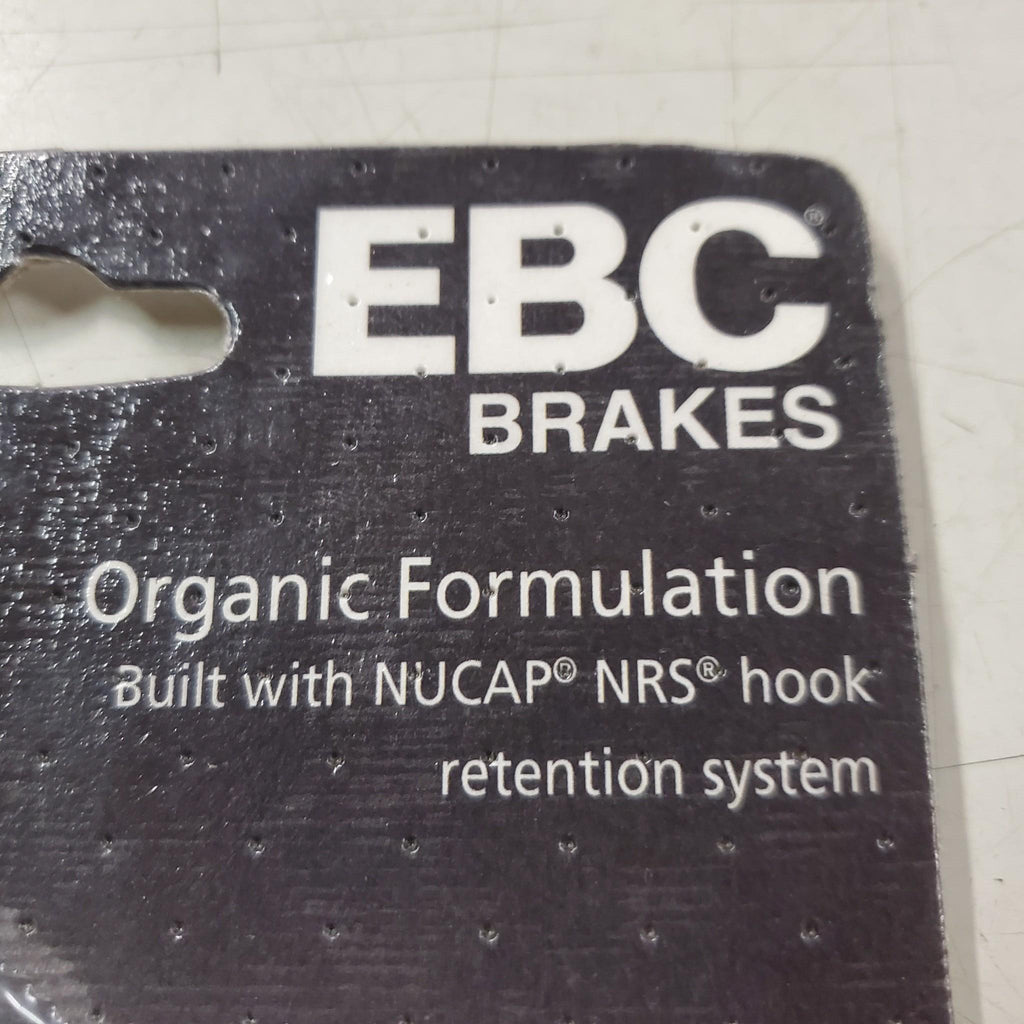 EBC®
BRAKES
Organic Formulation
Built with NUCAP® NRS® hook
retention system